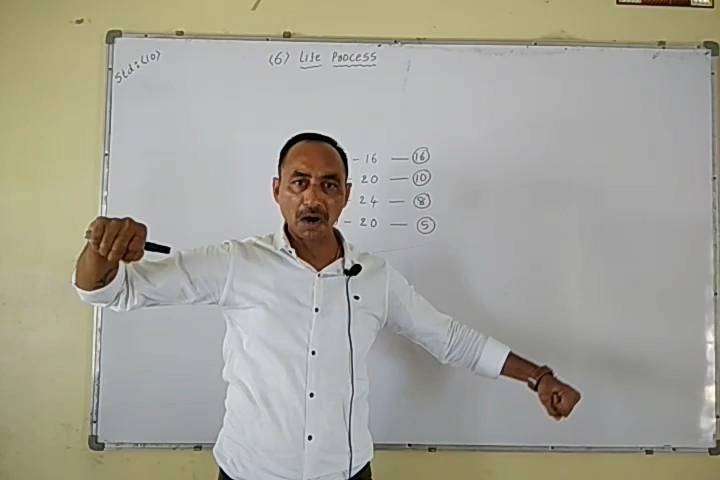 Std:(10)
(6) Life Process
- 16 — (16)
- 20 — (10)
- 24 — (8)
- 20 — (5)